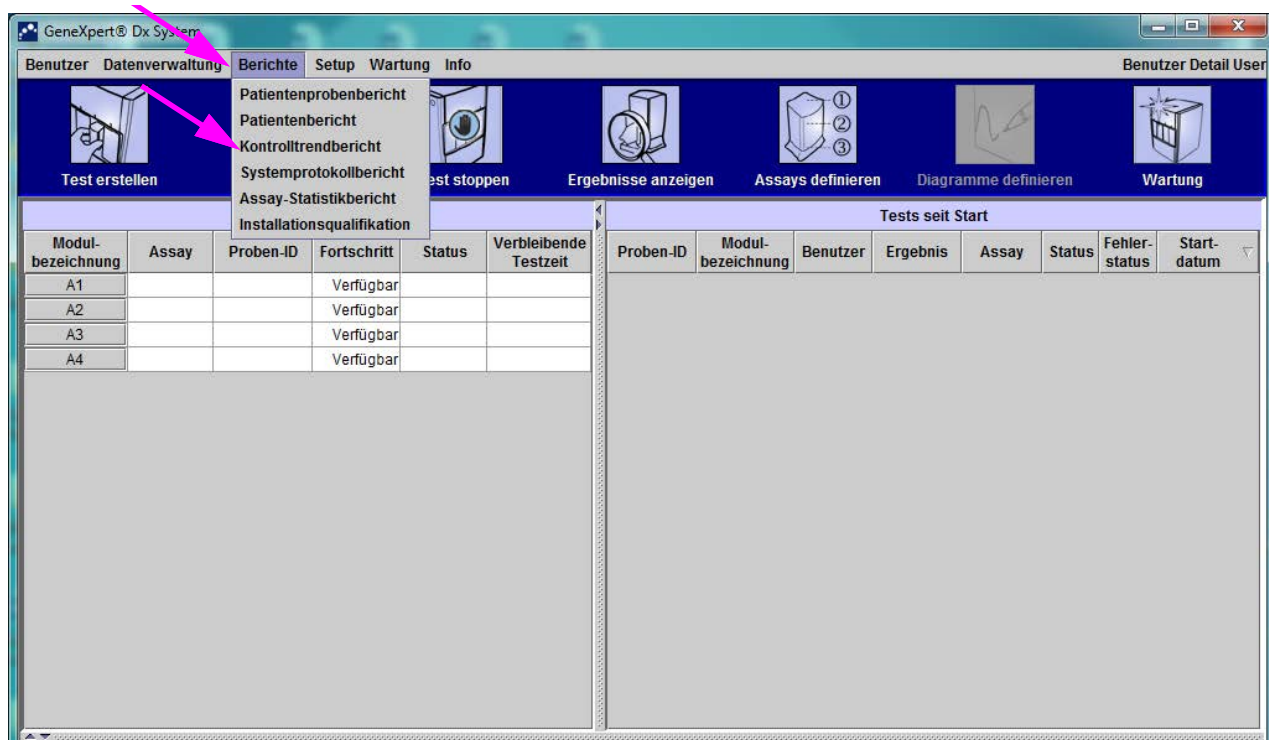 GeneXpert® Dx System
Benutzer Datenverwaltung Berichte Setup Wartung Info Benutzer Detail User
Patientenprobenbericht
Patientenbericht
Kontrolltrendbericht
Systemprotokollbericht
Assay-Statistikbericht
Installationsqualifikation
Test erstellen est stoppen Ergebnisse anzeigen Assays definieren Diagramme definieren Wartung
① 
②
③
Modul-
bezeichnung Assay Proben-ID Fortschritt Status Verbleibende
Testzeit
A1 Verfügbar
A2 Verfügbar
A3 Verfügbar
A4 Verfügbar
Tests seit Start
Proben-ID Modul-
bezeichnung Benutzer Ergebnis Assay Status Fehler-
status Start-
datum